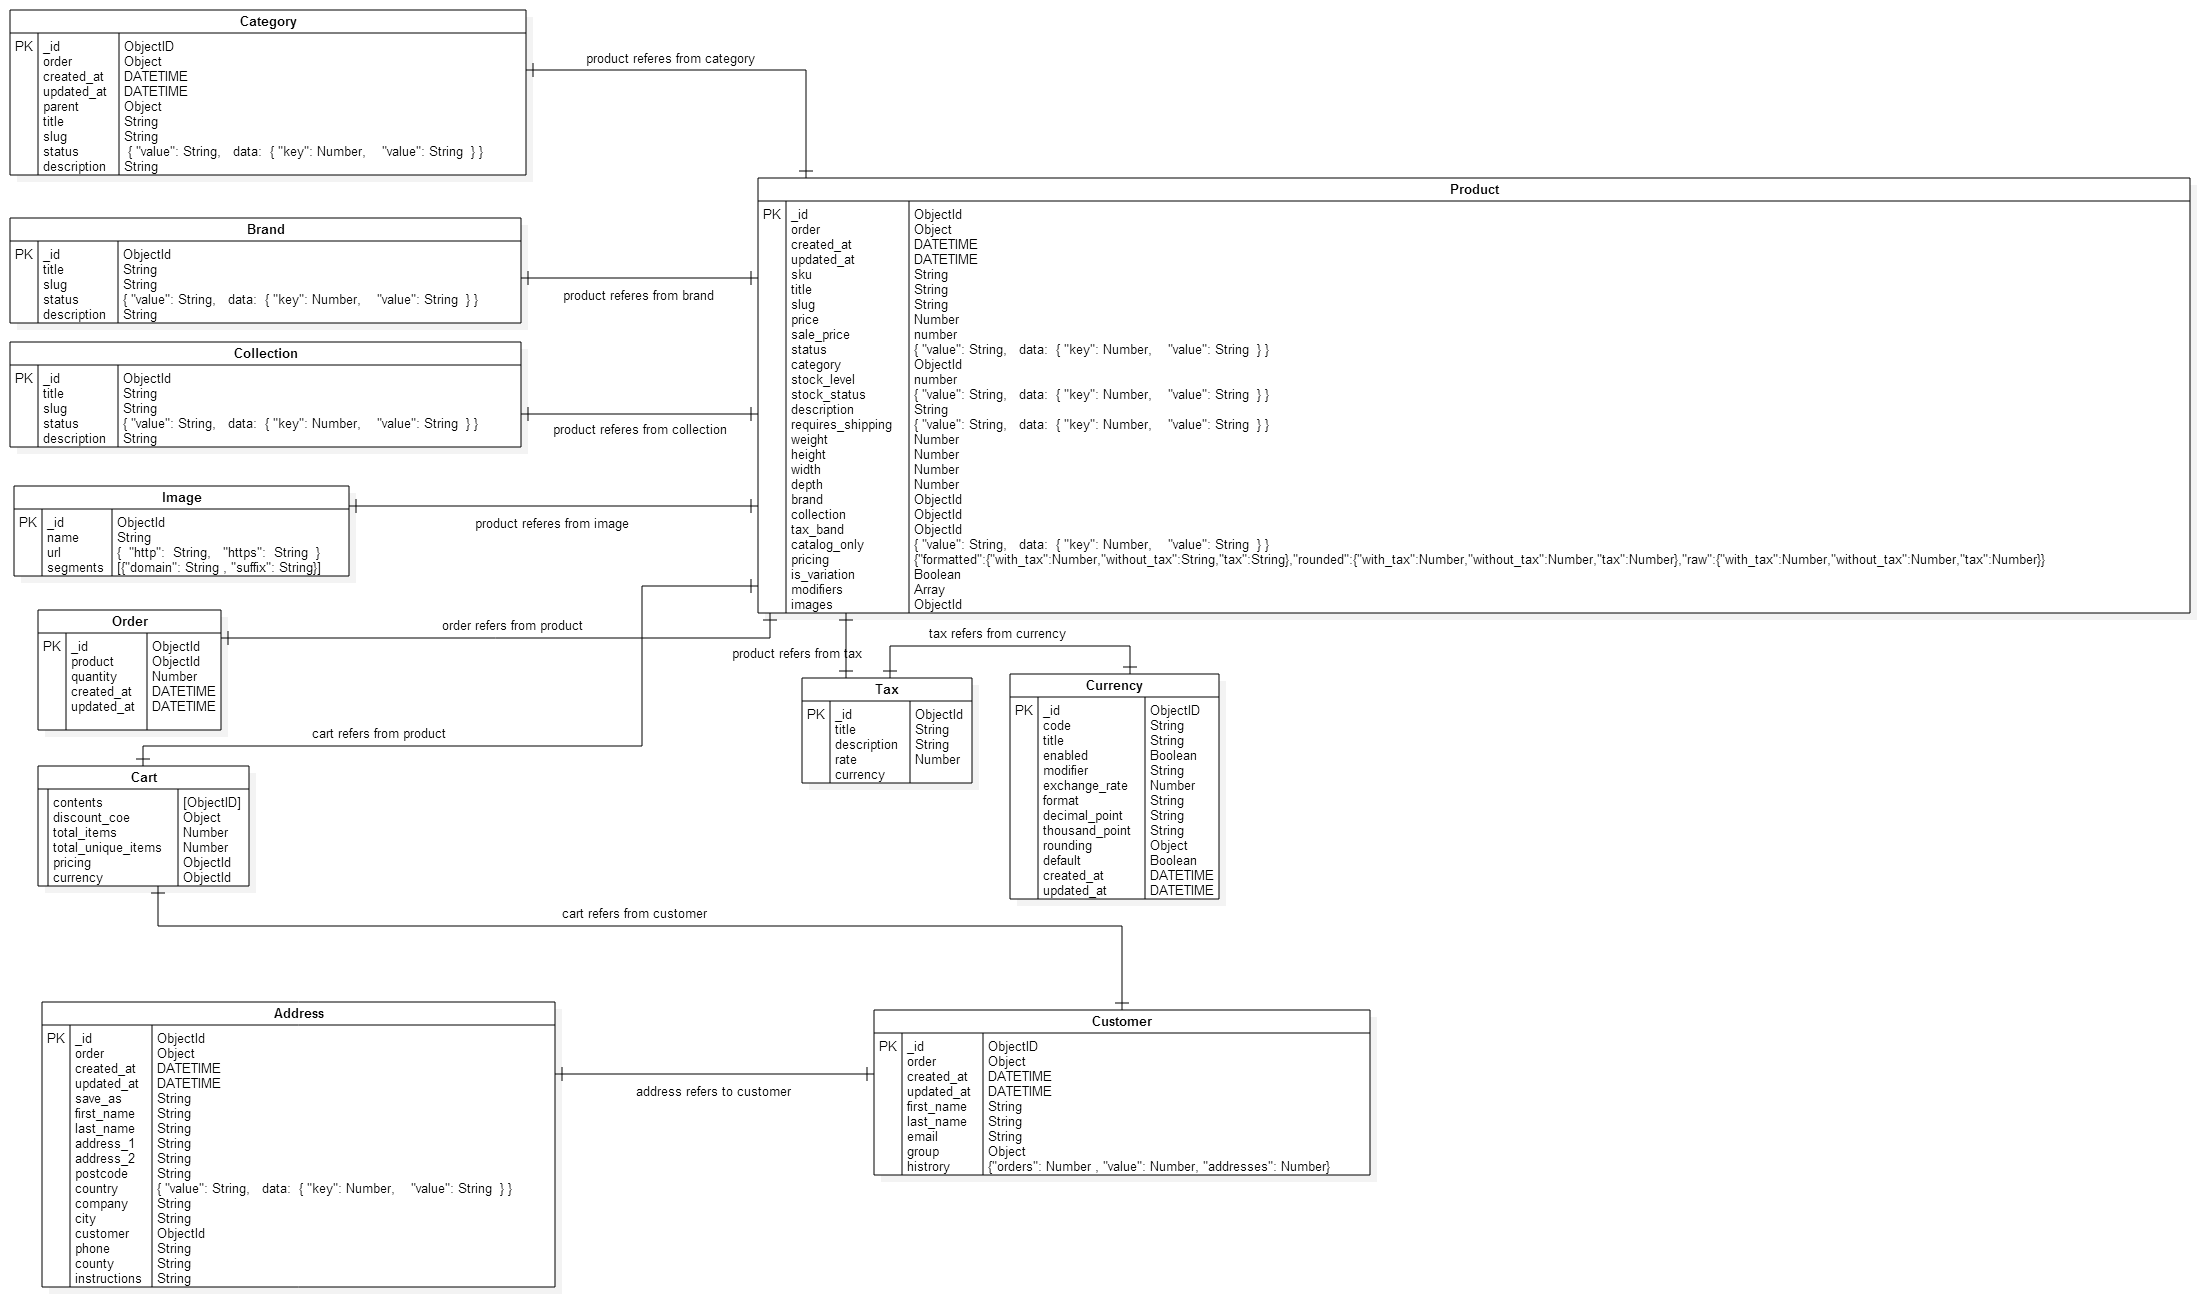 Category
PK _id ObjectID
order Object
created_at DATETIME
updated_at DATETIME
parent Object
title String
slug String
status { "value": String, data: { "key": Number, "value": String } }
description String
product referes from category
Product
PK _id ObjectId
order Object
created_at DATETIME
updated_at DATETIME
sku String
title String
slug String
price Number
sale_price number
status { "value": String, data: { "key": Number, "value": String } }
category ObjectId
stock_level number
stock_status { "value": String, data: { "key": Number, "value": String } }
description String
requires_shipping { "value": String, data: { "key": Number, "value": String } }
weight Number
height Number
width Number
depth Number
brand ObjectId
collection ObjectId
tax_band ObjectId
catalog_only { "value": String, data: { "key": Number, "value": String } }
pricing {"formatted":{"with_tax":Number,"without_tax":String,"tax":String},"rounded":{"with_tax":Number,"without_tax":Number,"tax":Number},"raw":{"with_tax":Number,"without_tax":Number,"tax":Number}}
is_variation Boolean
modifiers Array
images ObjectId
Brand
PK _id ObjectId
title String
slug String
status { "value": String, data: { "key": Number, "value": String } }
description String
product referes from brand
Collection
PK _id ObjectId
title String
slug String
status { "value": String, data: { "key": Number, "value": String } }
description String
product referes from collection
Image
PK _id ObjectId
name String
url { "http": String, "https": String }
segments [{"domain": String , "suffix": String}]
product referes from image
Order
PK _id ObjectId
product ObjectId
quantity Number
created_at DATETIME
updated_at DATETIME
order refers from product
product refers from tax
tax refers from currency
Tax
PK _id ObjectId
title String
description String
rate Number
currency
Currency
PK _id ObjectID
code String
title String
enabled Boolean
modifier String
exchange_rate Number
format String
decimal_point String
thousand_point String
rounding Object
default Boolean
created_at DATETIME
updated_at DATETIME
cart refers from product
Cart
contents [ObjectID]
discount_coe Object
total_items Number
total_unique_items Number
pricing ObjectId
currency ObjectId
cart refers from customer
Address
PK _id ObjectId
order Object
created_at DATETIME
updated_at DATETIME
save_as String
first_name String
last_name String
address_1 String
address_2 String
postcode String
country { "value": String, data: { "key": Number, "value": String } }
company String
city String
customer ObjectId
phone String
county String
instructions String
address refers to customer
Customer
PK _id ObjectID
order Object
created_at DATETIME
updated_at DATETIME
first_name String
last_name String
email String
group Object
histrory {"orders": Number , "value": Number, "addresses": Number}